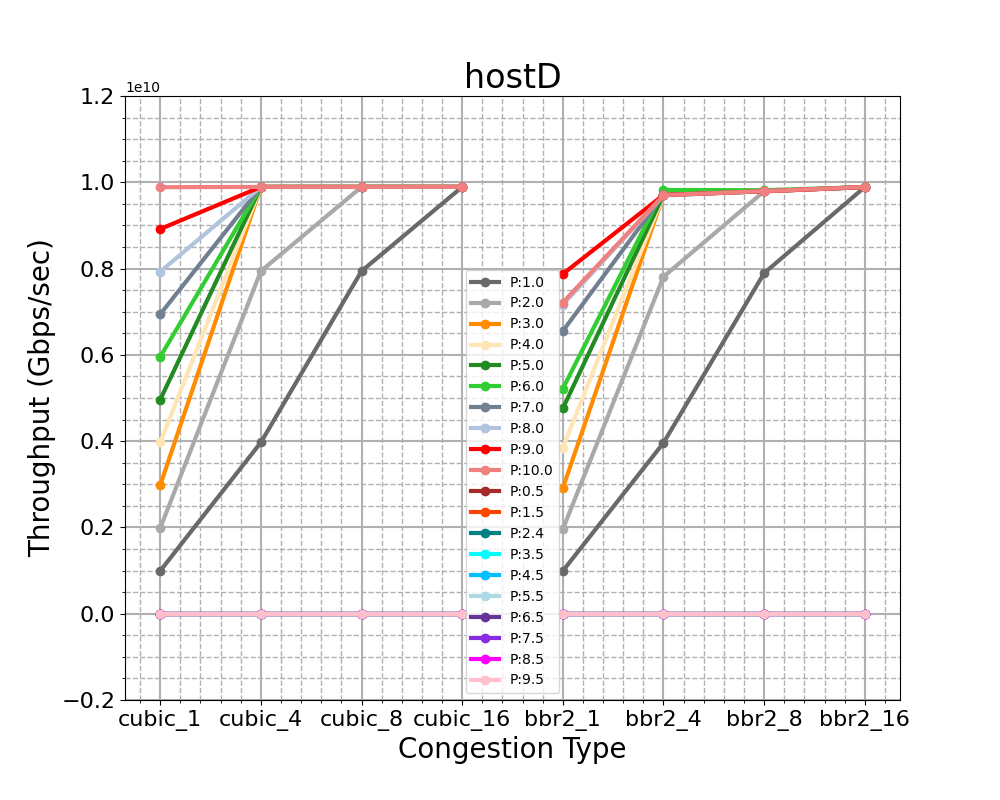 hostD
1e10
1.2
1.0
0.8
0.6
0.4
0.2
0.0
−0.2
Throughput (Gbps/sec)
P:1.0
P:2.0
P:3.0
P:4.0
P:5.0
P:6.0
P:7.0
P:8.0
P:9.0
P:10.0
P:0.5
P:1.5
P:2.4
P:3.5
P:4.5
P:5.5
P:6.5
P:7.5
P:8.5
P:9.5
cubic_1 cubic_4 cubic_8 cubic_16 bbr2_1 bbr2_4 bbr2_8 bbr2_16
Congestion Type